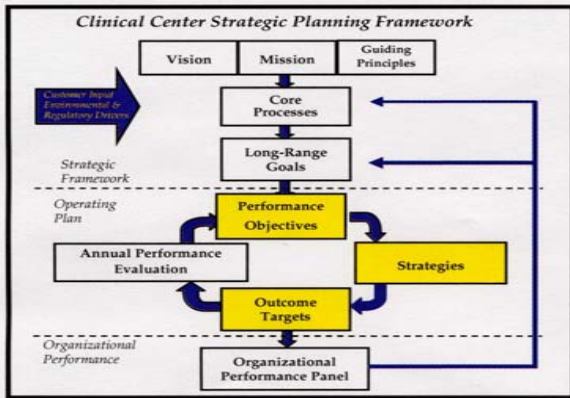 Clinical Center Strategic Planning Framework
Vision
Mission
Guiding
Principles
Customer Input
Environmental &
Regulatory Drivers
Core
Processes
Long-Range
Goals
Strategic
Framework
Operating
Plan
Performance
Objectives
Annual Performance
Evaluation
Strategies
Outcome
Targets
Organizational
Performance
Organizational
Performance Panel